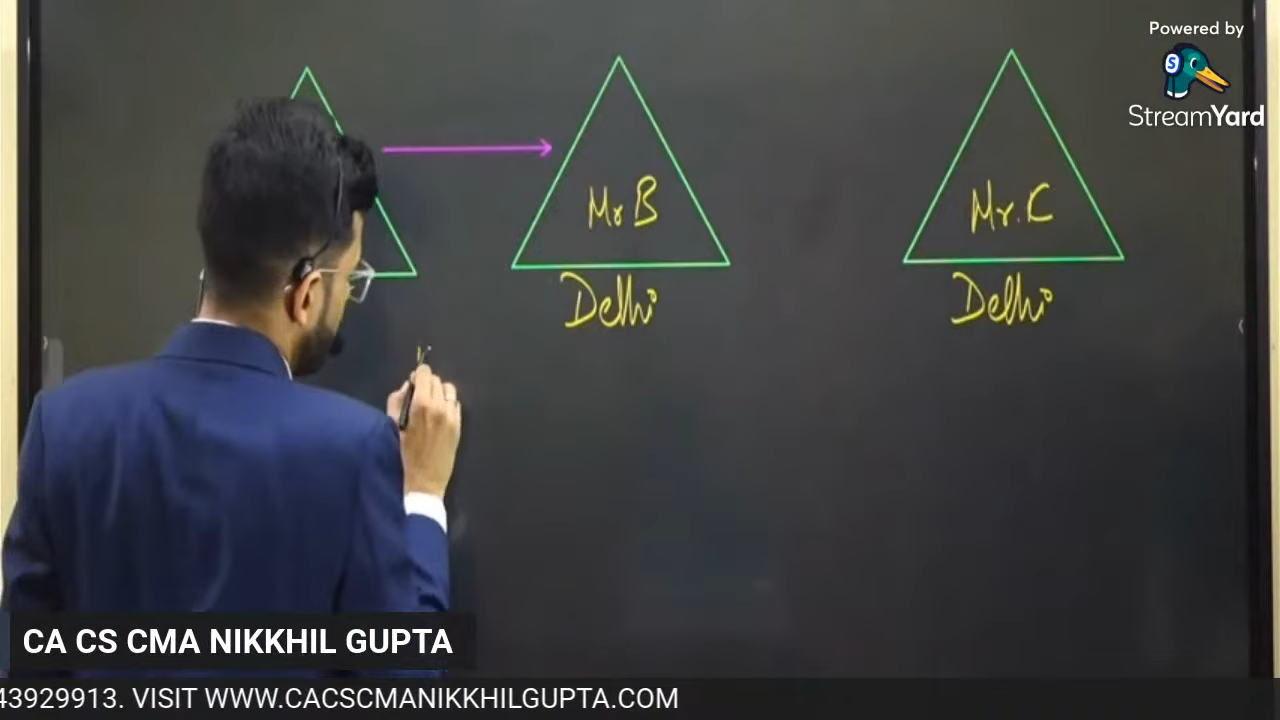 Powered by
StreamYard
Mr B
Mr. C
Delhi
Delhi
CA CS CMA NIKKHIL GUPTA
43929913. VISIT WWW.CACSCMANIKKHILGUPTA.COM